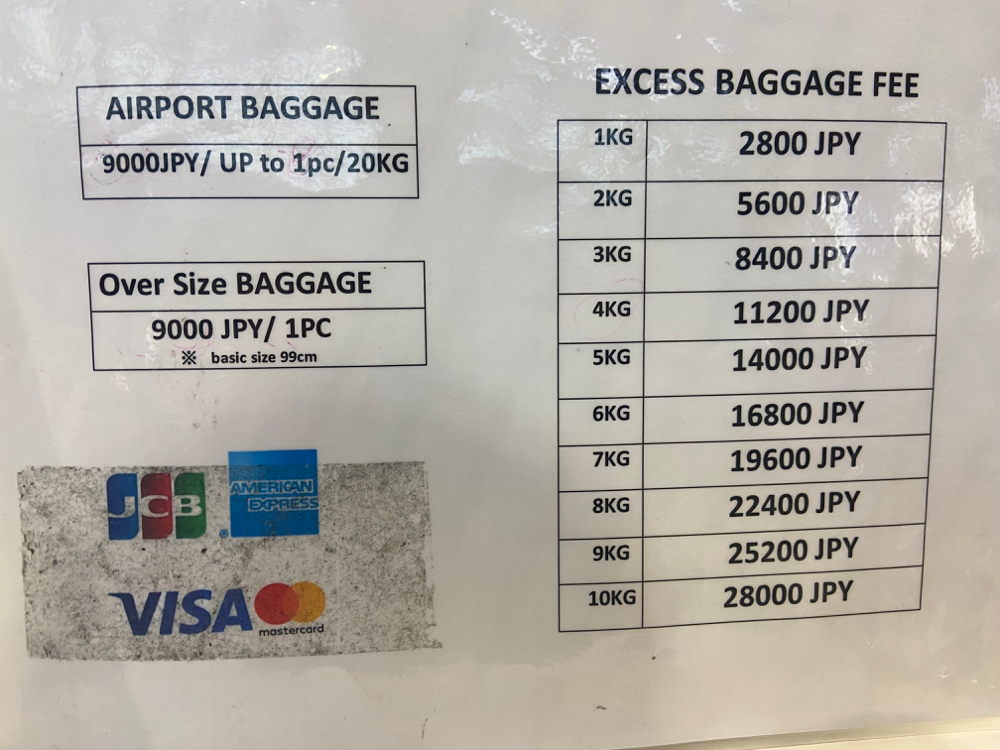 AIRPORT BAGGAGE
9000JPY/ UP to 1pc/20KG
Over Size BAGGAGE
9000 JPY/ 1PC
※ basic size 99cm
JCB
AMERICAN
EXPRESS
VISA
mastercard
EXCESS BAGGAGE FEE
1KG 2800 JPY
2KG 5600 JPY
3KG 8400 JPY
4KG 11200 JPY
5KG 14000 JPY
6KG 16800 JPY
7KG 19600 JPY
8KG 22400 JPY
9KG 25200 JPY
10KG 28000 JPY